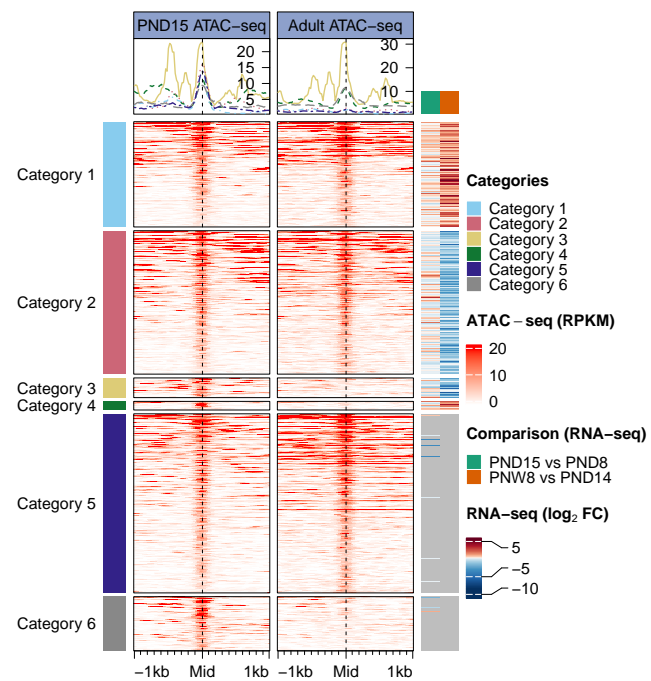 PND15 ATAC−seq
Adult ATAC−seq
20
15
10
5
30
20
10
Category 1
Category 2
Category 3
Category 4
Category 5
Category 6
−1kb
Mid
1kb
−1kb
Mid
1kb
Categories
Category 1
Category 2
Category 3
Category 4
Category 5
Category 6
ATAC−seq (RPKM)
20
10
0
Comparison (RNA−seq)
PND15 vs PND8
PNW8 vs PND14
RNA−seq (log₂ FC)
5
−5
−10